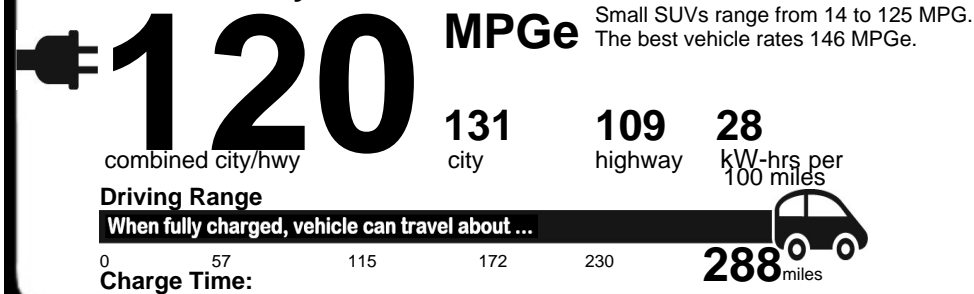 120 MPGe Small SUVs range from 14 to 125 MPG.
The best vehicle rates 146 MPGe.
131 109 28
combined city/hwy city highway kW-hrs per
100 miles
Driving Range
When fully charged, vehicle can travel about ...
0 57 115 172 230 288 miles
Charge Time: